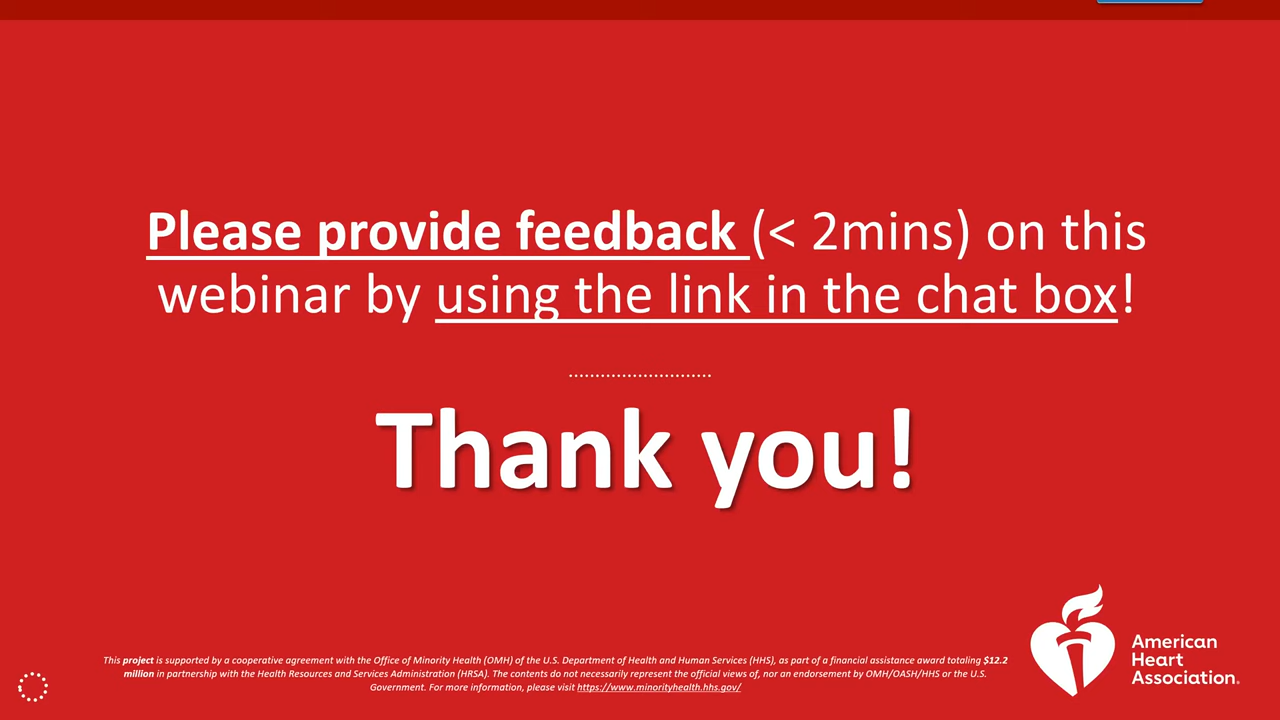 Please provide feedback (< 2mins) on this
webinar by using the link in the chat box!
Thank you!
This project is supported by a cooperative agreement with the Office of Minority Health (OMH) of the U.S. Department of Health and Human Services (HHS), as part of a financial assistance award totaling $12.2
million in partnership with the Health Resources and Services Administration (HRSA). The contents do not necessarily represent the official views of, nor an endorsement by OMH/OASH/HHS or the U.S.
Government. For more information, please visit https://www.minorityhealth.hhs.gov/
American
Heart
Association®